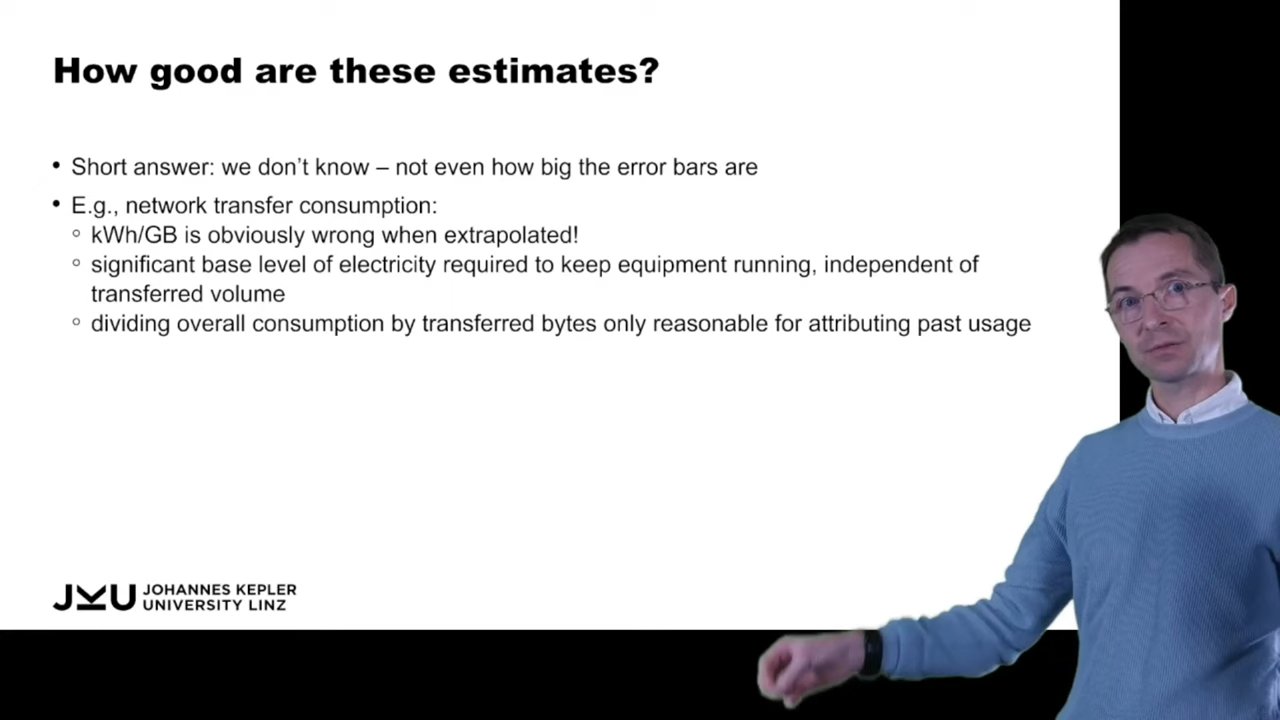 How good are these estimates?
• Short answer: we don’t know – not even how big the error bars are
• E.g., network transfer consumption:
◦ kWh/GB is obviously wrong when extrapolated!
◦ significant base level of electricity required to keep equipment running, independent of
transferred volume
◦ dividing overall consumption by transferred bytes only reasonable for attributing past usage
JKU JOHANNES KEPLER
UNIVERSITY LINZ